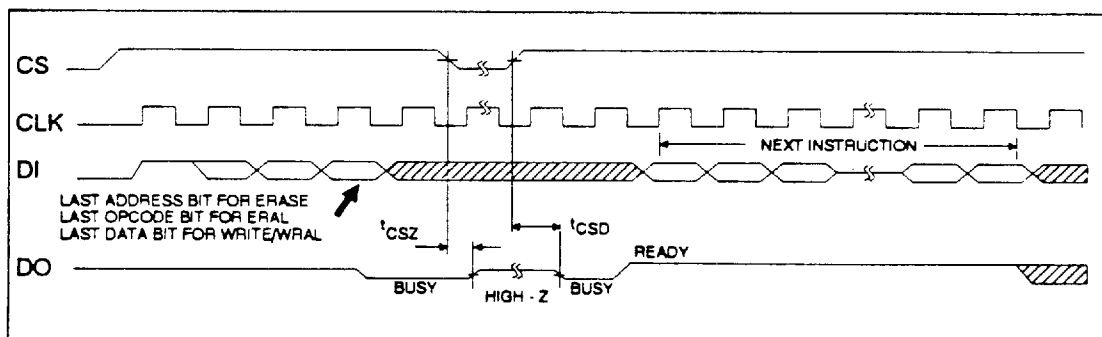 CS
CLK
NEXT INSTRUCTION
DI
LAST ADDRESS BIT FOR ERASE
LAST OPCODE BIT FOR ERAL
LAST DATA BIT FOR WRITE/WRAL
tCSZ
tCSD
READY
DO
BUSY
HIGH - Z
BUSY